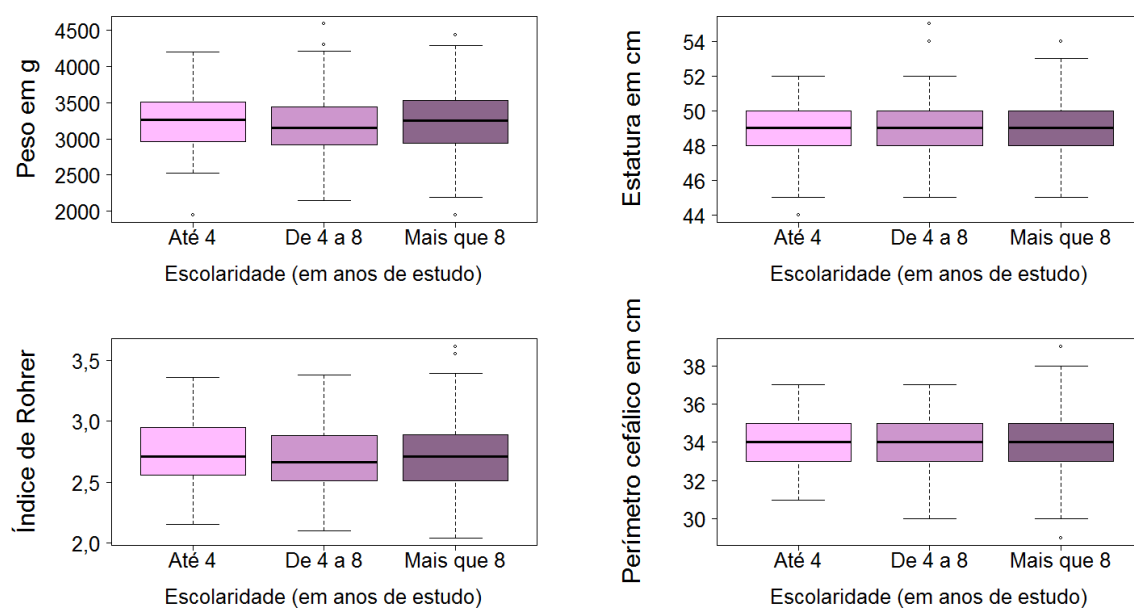 Peso em g
4500
4000
3500
3000
2500
2000
Até 4
De 4 a 8
Mais que 8
Escolaridade (em anos de estudo)
Estatura em cm
54
52
50
48
46
44
Até 4
De 4 a 8
Mais que 8
Escolaridade (em anos de estudo)
Índice de Rohrer
3,5
3,0
2,5
2,0
Até 4
De 4 a 8
Mais que 8
Escolaridade (em anos de estudo)
Perímetro cefálico em cm
38
36
34
32
30
Até 4
De 4 a 8
Mais que 8
Escolaridade (em anos de estudo)